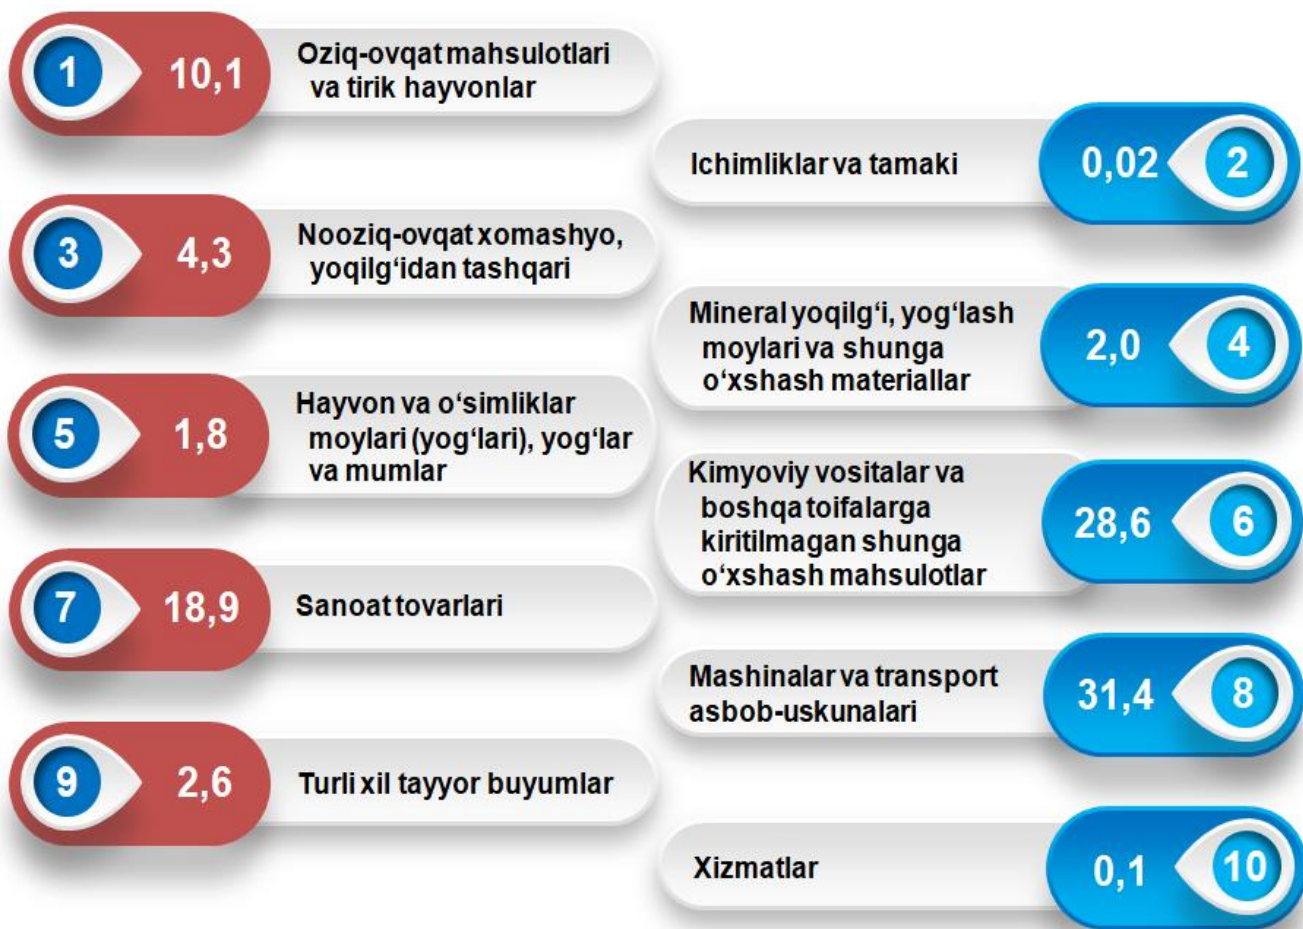 1
10,1
Oziq-ovqat mahsulotlari
va tirik hayvonlar
Ichimliklar va tamaki
0,02
2
3
4,3
Nooziq-ovqat xomashyo,
yoqilg‘idan tashqari
Mineral yoqilg‘i, yog‘lash
moylari va shunga
o‘xshash materiallar
2,0
4
5
1,8
Hayvon va o‘simliklar
moylari (yog‘lari), yog‘lar
va mumlar
Kimyoviy vositalar va
boshqa toifalarga
kiritilmagan shunga
o‘xshash mahsulotlar
28,6
6
7
18,9
Sanoat tovarlari
Mashinalar va transport
asbob-uskunalari
31,4
8
9
2,6
Turli xil tayyor buyumlar
Xizmatlar
0,1
10